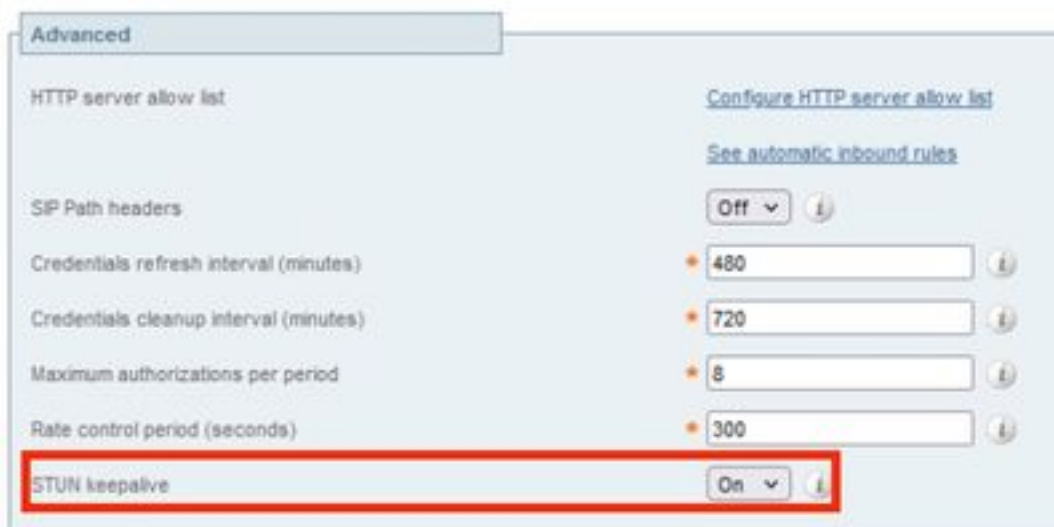 Advanced
HTTP server allow list Configure HTTP server allow list
See automatic inbound rules
SIP Path headers Off i
Credentials refresh interval (minutes) * 480 i
Credentials cleanup interval (minutes) * 720 i
Maximum authorizations per period * 8 i
Rate control period (seconds) * 300 i
STUN keepalive On i